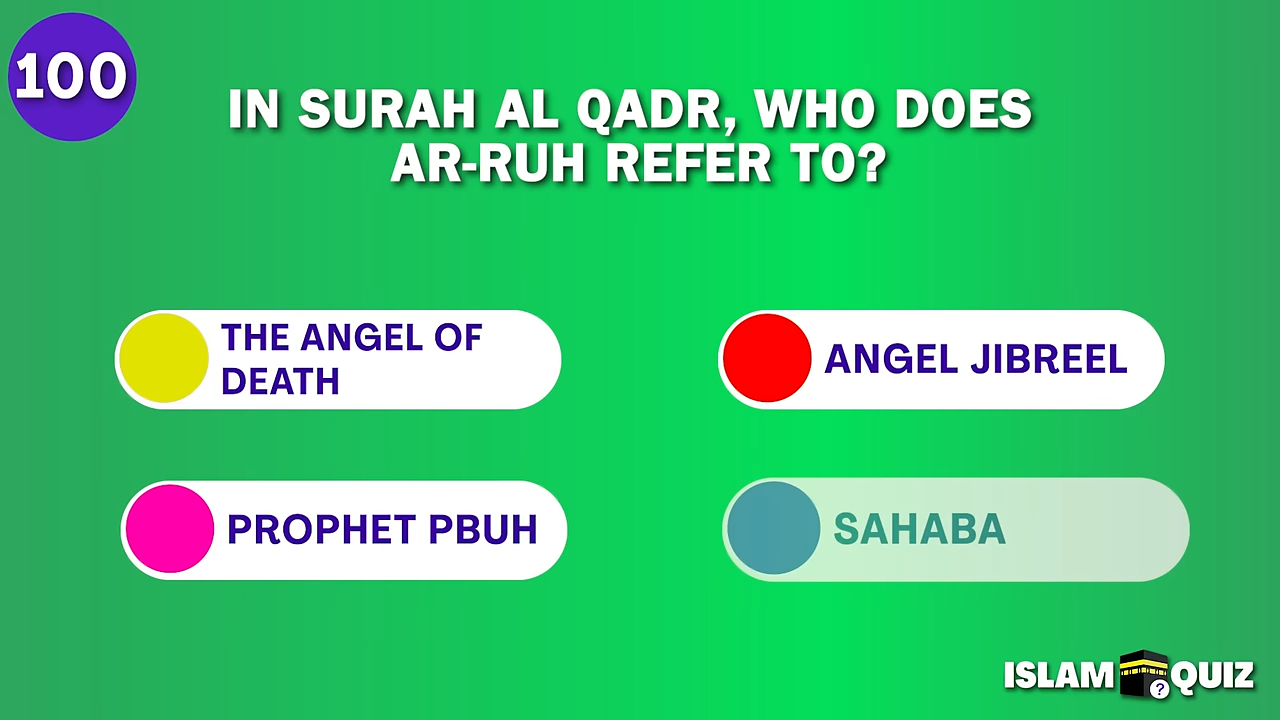 100
IN SURAH AL QADR, WHO DOES
AR-RUH REFER TO?
THE ANGEL OF
DEATH
ANGEL JIBREEL
PROPHET PBUH
SAHABA
ISLAM ? QUIZ